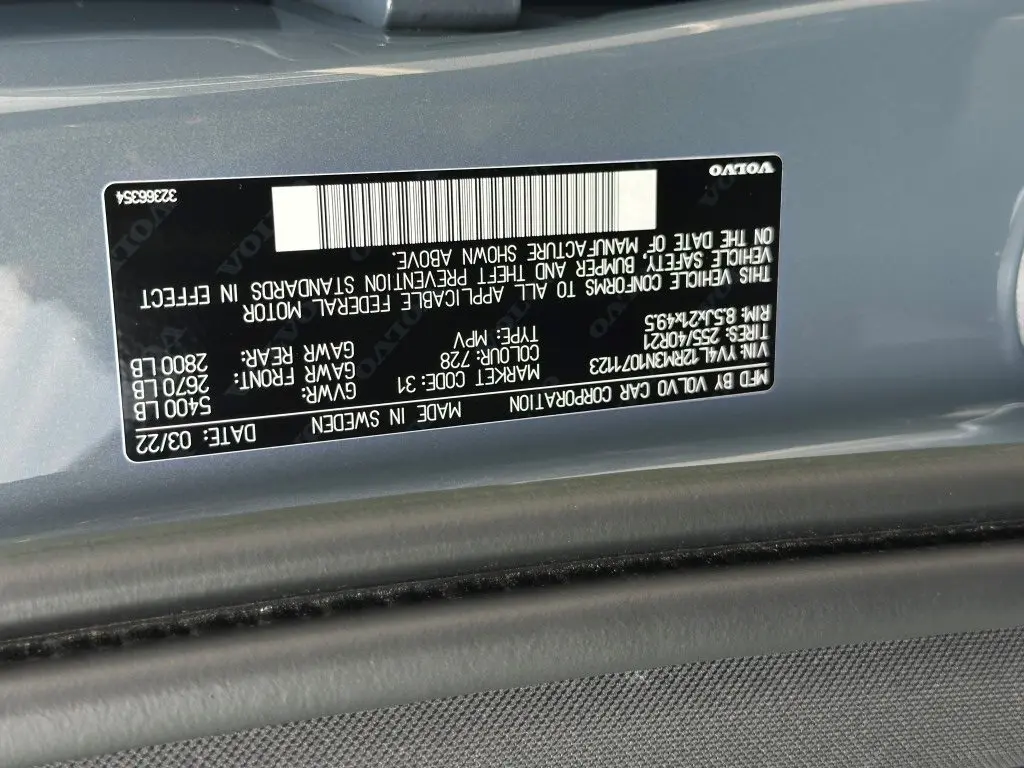 MFD BY VOLVO CAR CORPORATION MADE IN SWEDEN DATE: 03/22
VIN YV4L12RM3N1071123 MARKET CODE: 31 GVWR: 5400 LB
TIRES: 255/40R21 COLOUR: 728 GAWR FRONT: 2670 LB
RIM: 8.5Jx21x49.5 TYPE: MPV GAWR REAR: 2800 LB
THIS VEHICLE CONFORMS TO ALL APPLICABLE FEDERAL MOTOR
VEHICLE SAFETY, BUMPER AND THEFT PREVENTION STANDARDS IN EFFECT
ON THE DATE OF MANUFACTURE SHOWN ABOVE.
VOLVO 32366354